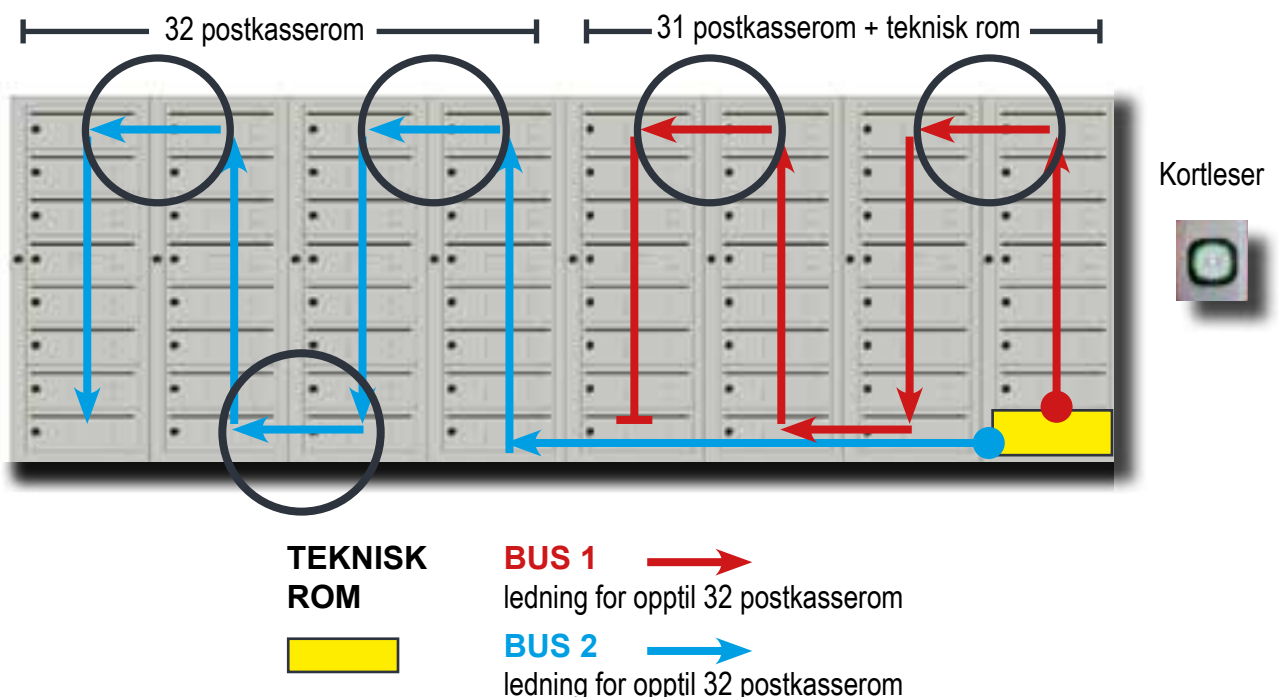 32 postkasserom
31 postkasserom + teknisk rom
Kortleser
TEKNISK
ROM
BUS 1
ledning for opptil 32 postkasserom
BUS 2
ledning for opptil 32 postkasserom